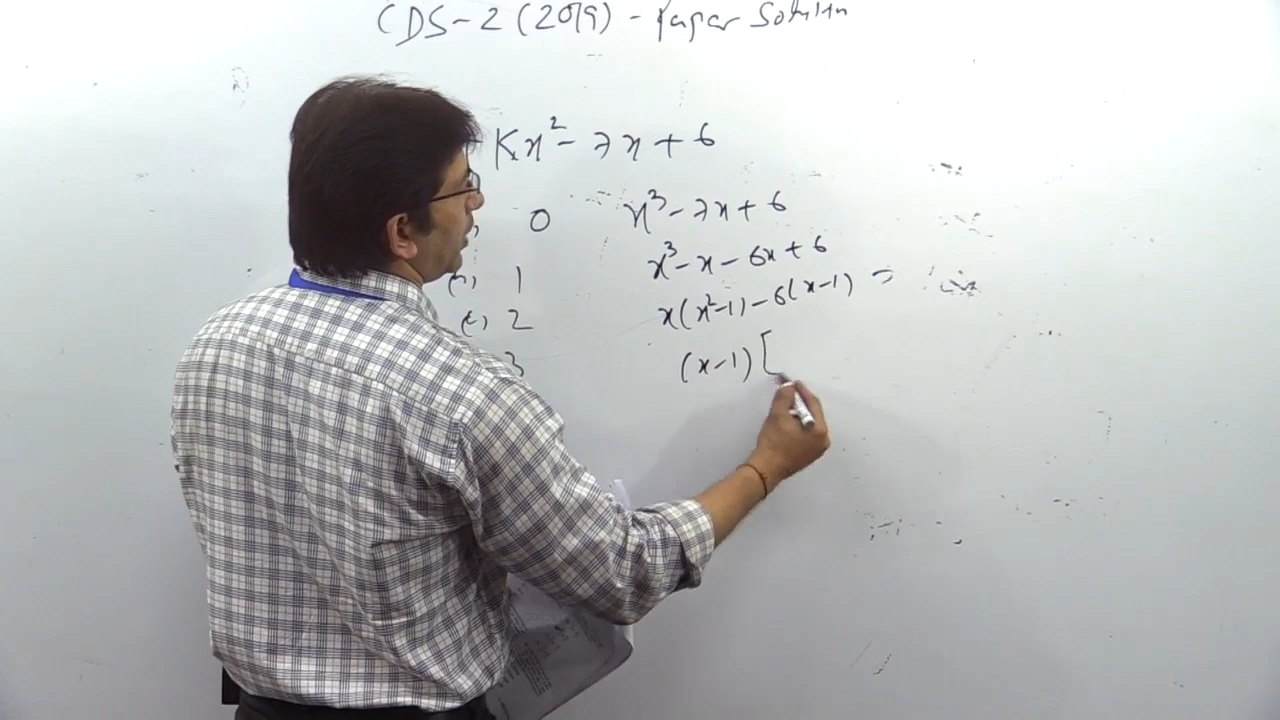 CDS-2 (2019) - Paper Solution
Kx² - 7x + 6
0 x³ - 7x + 6
1 x³ - x - 6x + 6
(c) 2 x(x²-1) - 6(x-1) =
3 (x-1) [